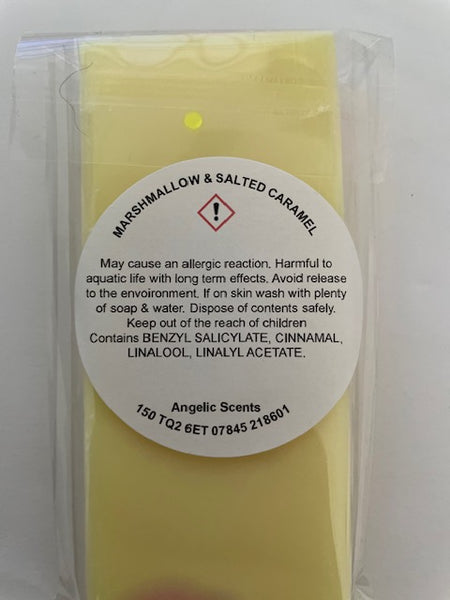 MARSHMALLOW & SALTED CARAMEL
!
May cause an allergic reaction. Harmful to
aquatic life with long term effects. Avoid release
to the envoironment. If on skin wash with plenty
of soap & water. Dispose of contents safely.
Keep out of the reach of children
Contains BENZYL SALICYLATE, CINNAMAL,
LINALOOL, LINALYL ACETATE.
Angelic Scents
150 TQ2 6ET 07845 218601